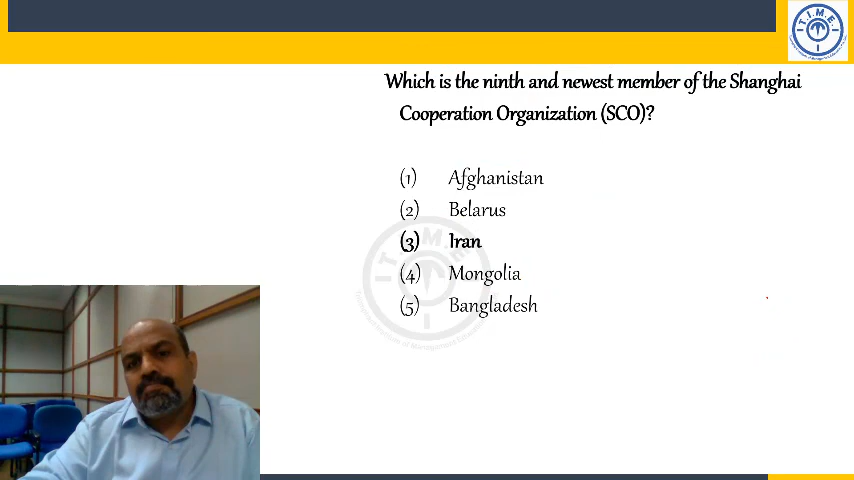 T.I.M.E.
Which is the ninth and newest member of the Shanghai
Cooperation Organization (SCO)?
(1) Afghanistan
(2) Belarus
(3) Iran
(4) Mongolia
(5) Bangladesh